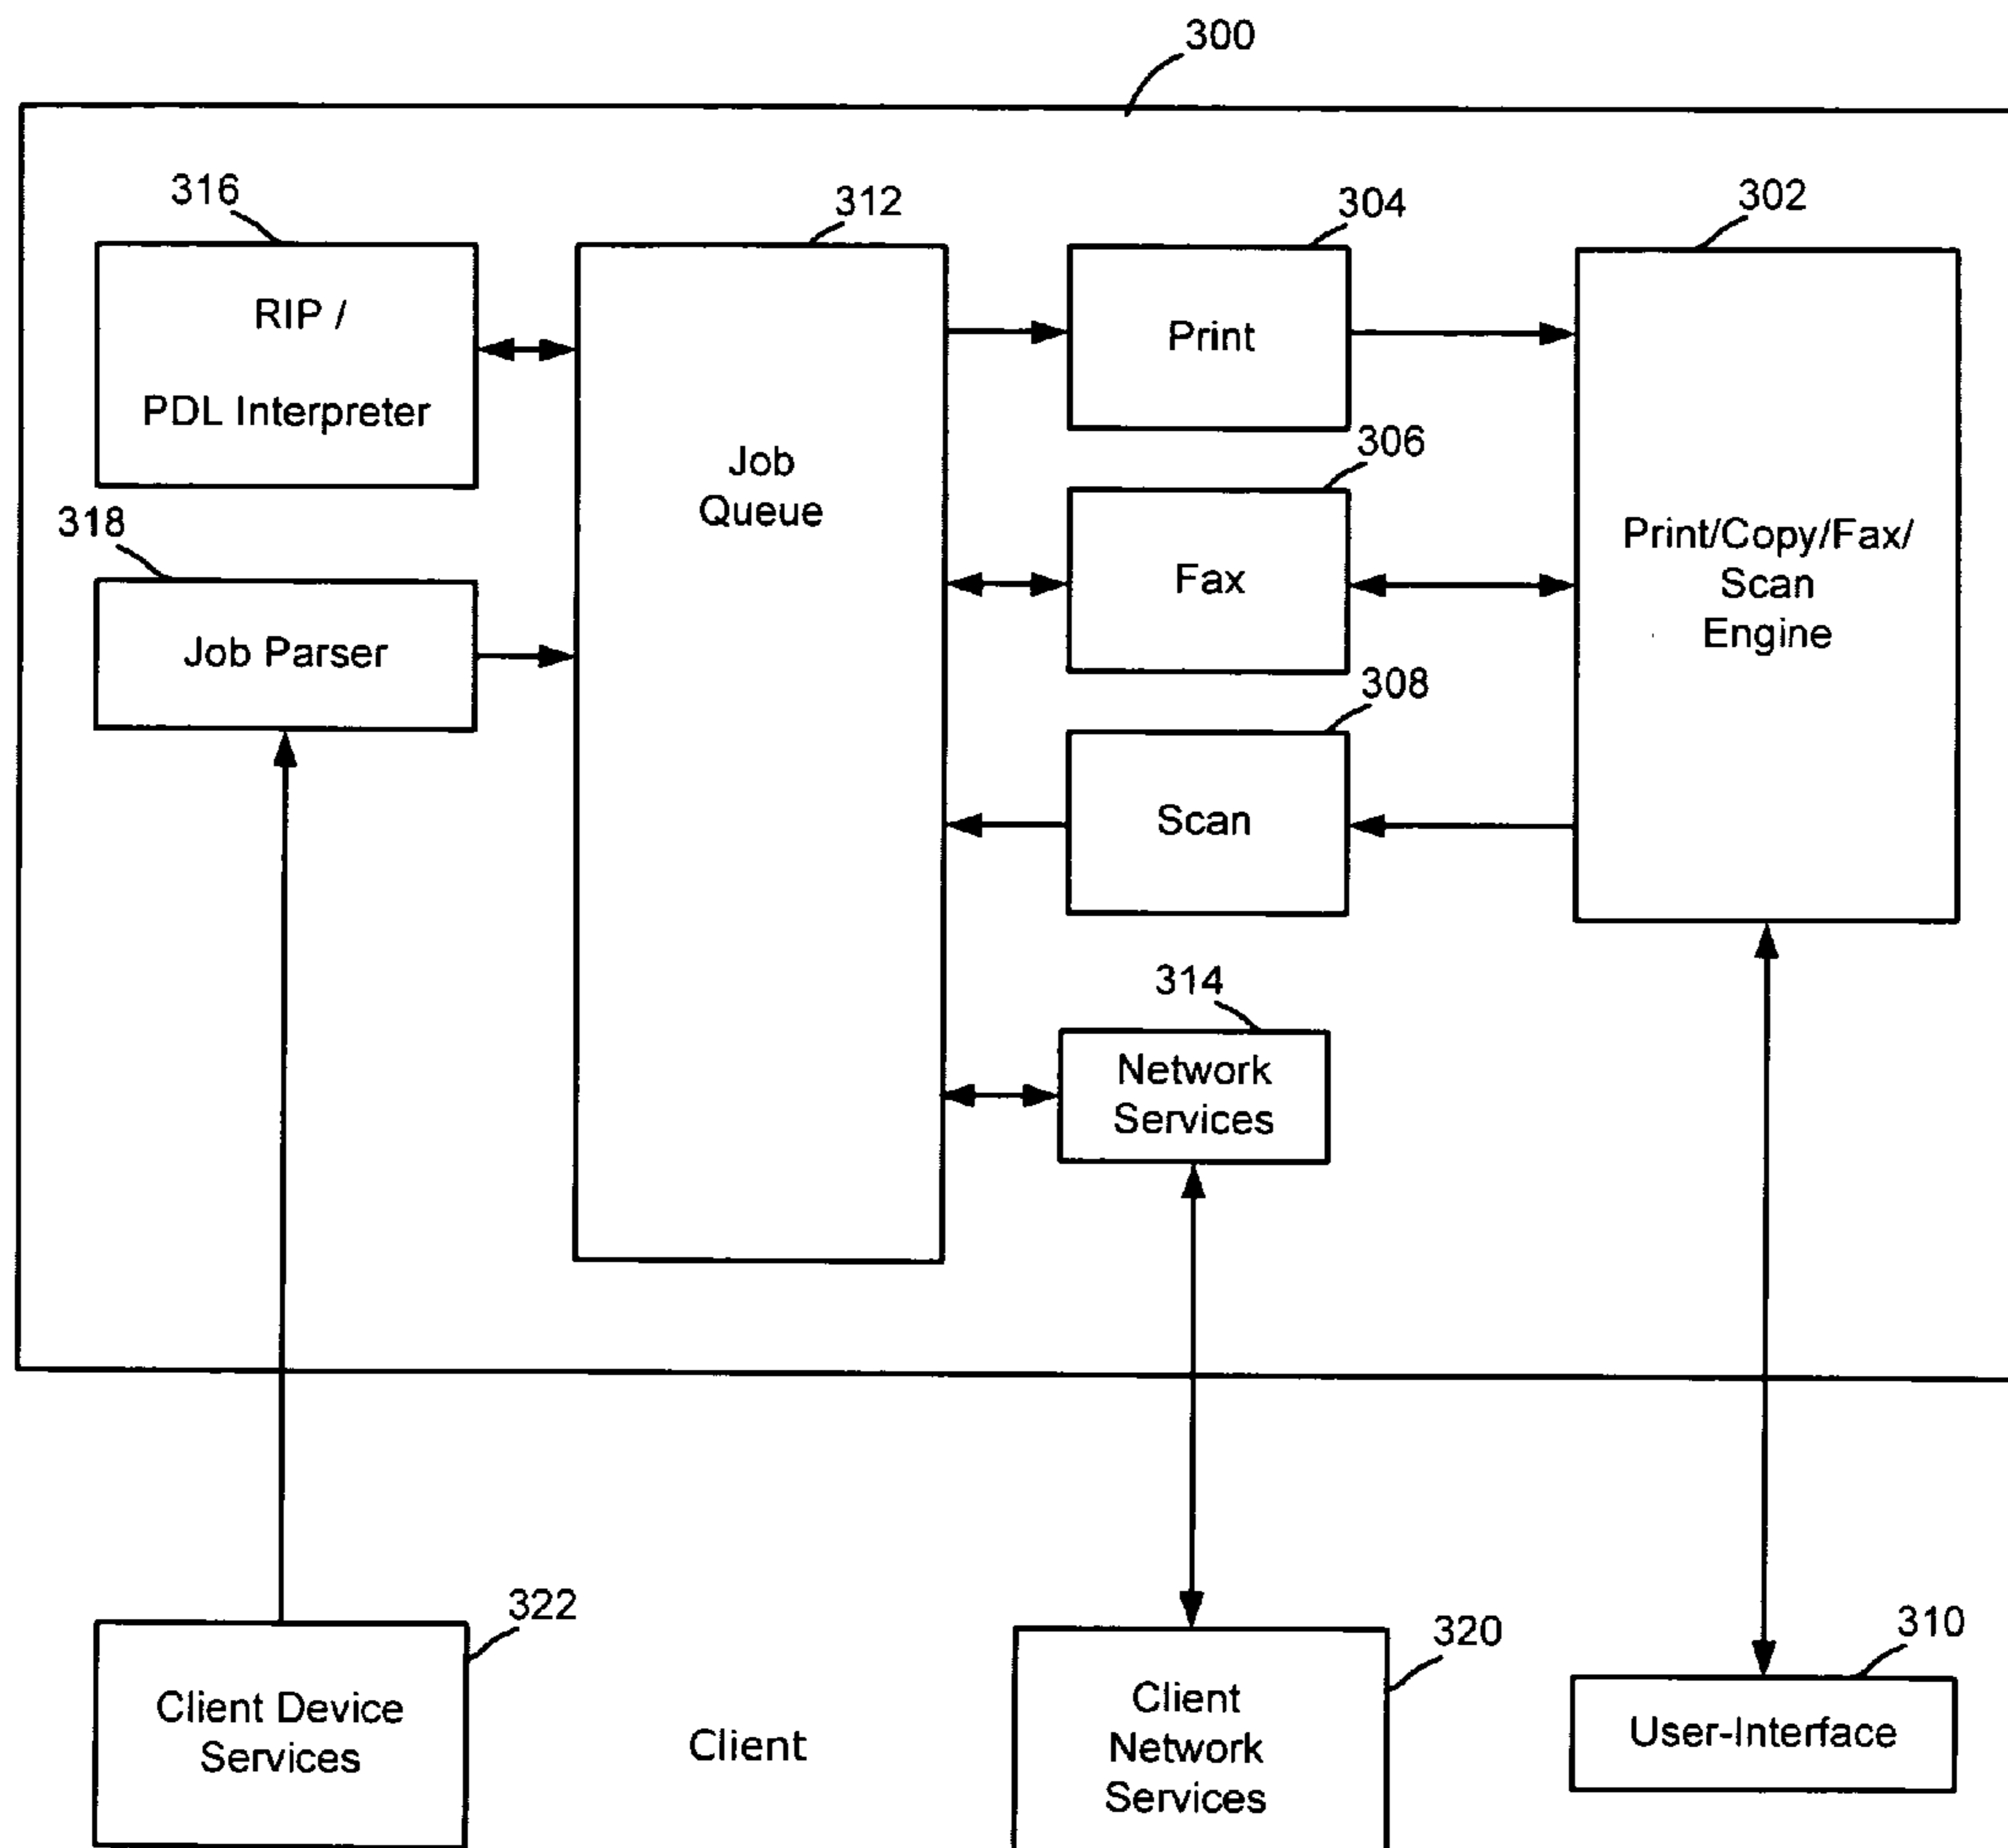 300
316
312
304
302
RIP /
PDL Interpreter
Job
Queue
Print
306
318
Job Parser
Fax
Print/Copy/Fax/
Scan
Engine
308
Scan
314
Network
Services
322
320
310
Client Device
Services
Client
Client
Network
Services
User-Interface